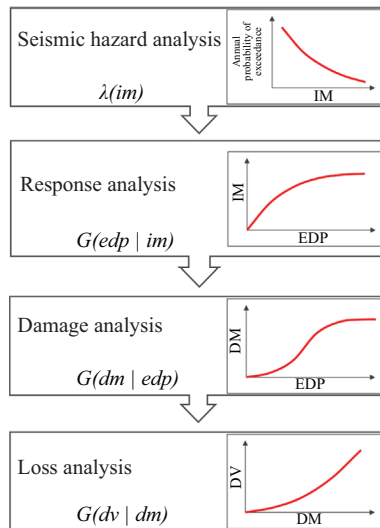 Seismic hazard analysis
λ(im)
Annual
probability of
exceedance
IM
Response analysis
G(edp | im)
IM
EDP
Damage analysis
G(dm | edp)
DM
EDP
Loss analysis
G(dv | dm)
DV
DM